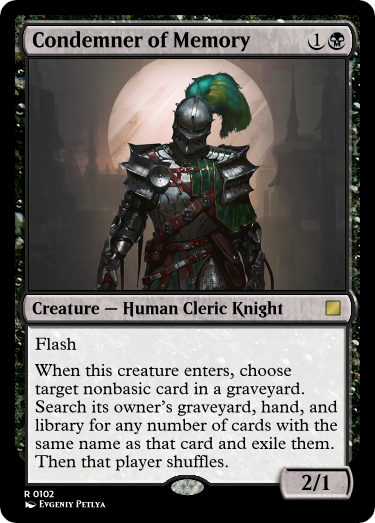 Condemner of Memory 1
Creature — Human Cleric Knight
Flash
When this creature enters, choose
target nonbasic card in a graveyard.
Search its owner's graveyard, hand, and
library for any number of cards with the
same name as that card and exile them.
Then that player shuffles.
2/1
R 0102
Evgeniy Petlya